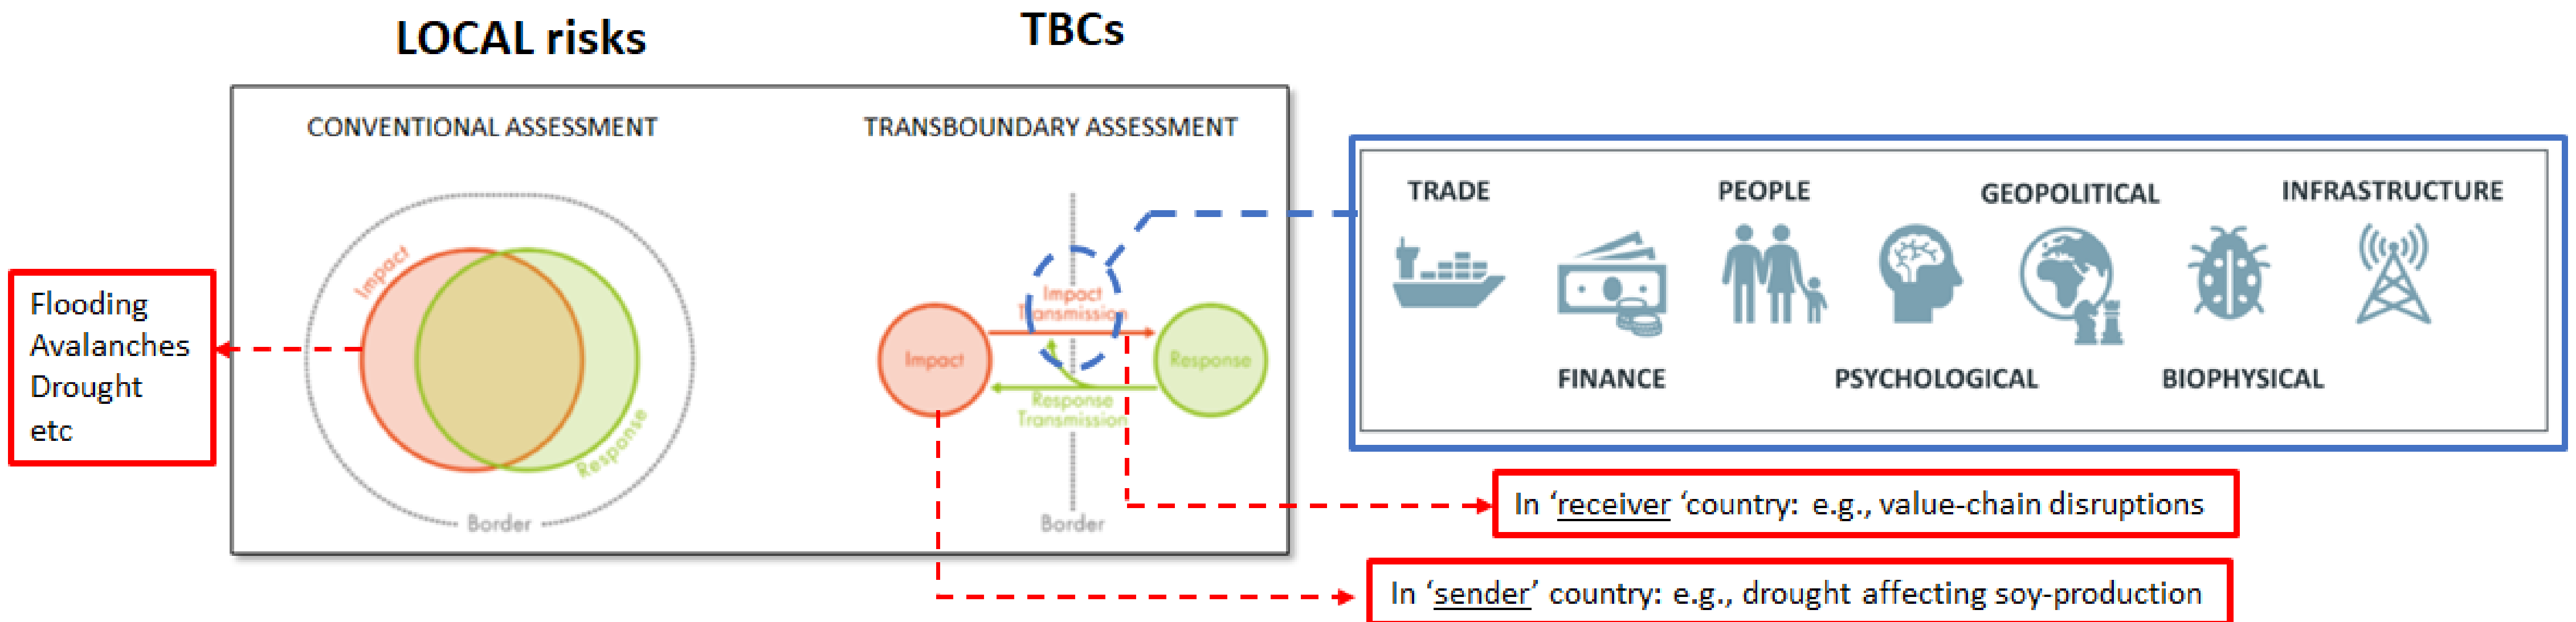 LOCAL risks
TBCs
CONVENTIONAL ASSESSMENT
TRANSBOUNDARY ASSESSMENT
Flooding
Avalanches
Drought
etc
Impact
Response
Border
Impact
Transmission
Impact
Response
Response
Transmission
Border
TRADE
PEOPLE
GEOPOLITICAL
INFRASTRUCTURE
FINANCE
PSYCHOLOGICAL
BIOPHYSICAL
In ‘receiver ‘country: e.g., value-chain disruptions
In ‘sender’ country: e.g., drought affecting soy-production